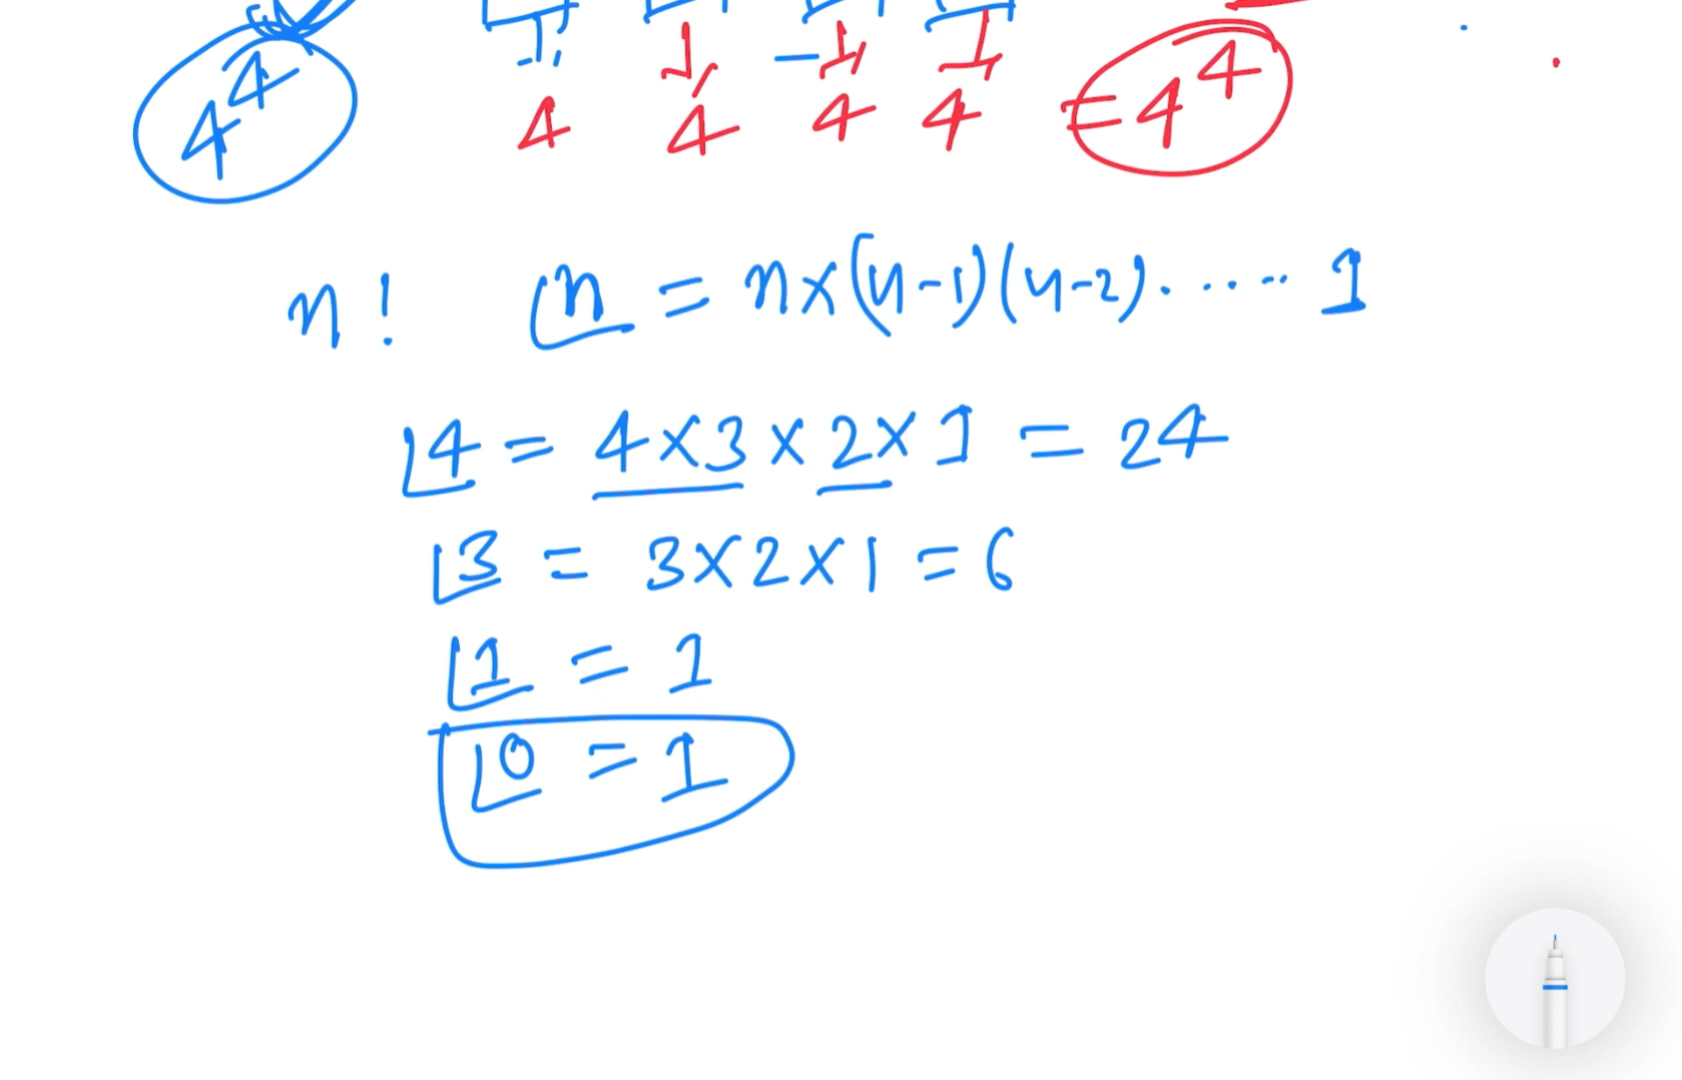 4^4 4 4 4 4 = 4^4
n! ⌊n = n×(n-1)(n-2)......1
⌊4 = 4×3×2×1 = 24
⌊3 = 3×2×1 = 6
⌊1 = 1
⌊0 = 1